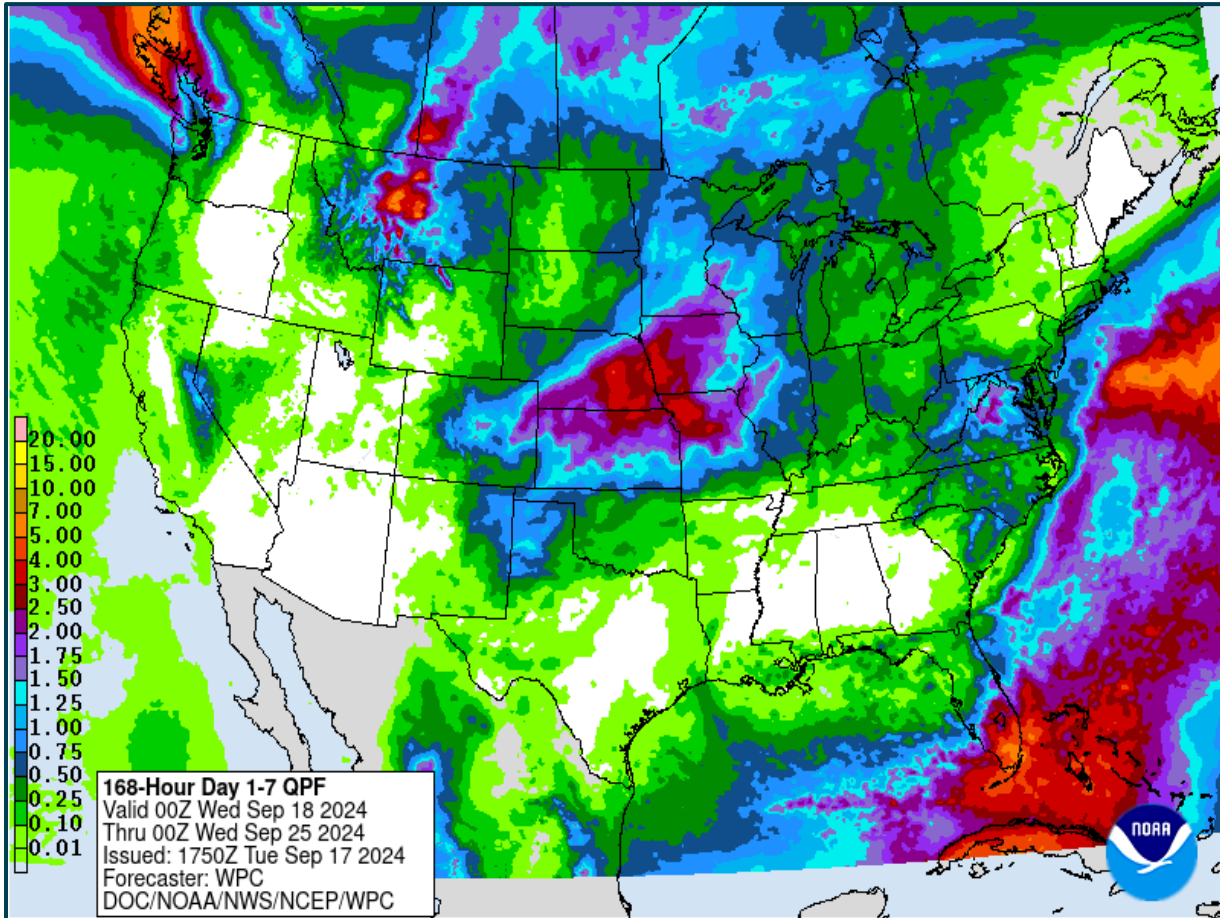 20.00
15.00
10.00
7.00
5.00
4.00
3.00
2.50
2.00
1.75
1.50
1.25
1.00
0.75
0.50
0.25
0.10
0.01
168-Hour Day 1-7 QPF
Valid 00Z Wed Sep 18 2024
Thru 00Z Wed Sep 25 2024
Issued: 1750Z Tue Sep 17 2024
Forecaster: WPC
DOC/NOAA/NWS/NCEP/WPC
NOAA